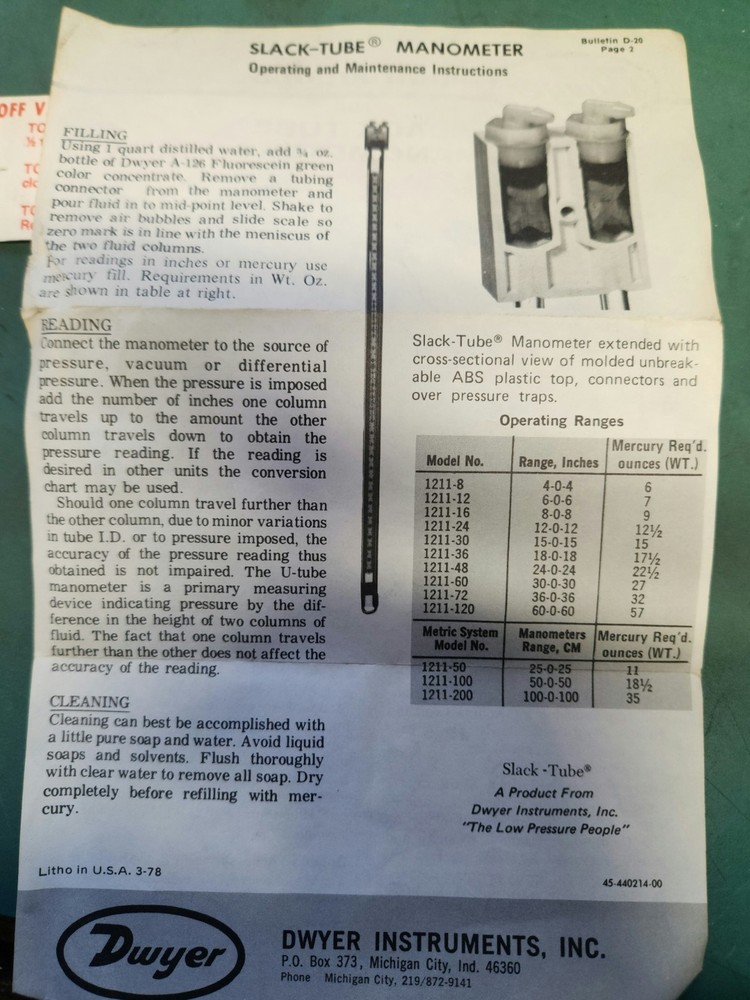 SLACK-TUBE® MANOMETER
Operating and Maintenance Instructions
Bulletin D-20
Page 2
OFF V
TO
½
TO
clo
TO
Re
FILLING
Using 1 quart distilled water, add ¾ oz.
bottle of Dwyer A-126 Fluorescein green
color concentrate. Remove a tubing
connector from the manometer and
pour fluid in to mid-point level. Shake to
remove air bubbles and slide scale so
zero mark is in line with the meniscus of
the two fluid columns.
For readings in inches or mercury use
mercury fill. Requirements in Wt. Oz.
are shown in table at right.
READING
Connect the manometer to the source of
pressure, vacuum or differential
pressure. When the pressure is imposed
add the number of inches one column
travels up to the amount the other
column travels down to obtain the
pressure reading. If the reading is
desired in other units the conversion
chart may be used.
Should one column travel further than
the other column, due to minor variations
in tube I.D. or to pressure imposed, the
accuracy of the pressure reading thus
obtained is not impaired. The U-tube
manometer is a primary measuring
device indicating pressure by the dif-
ference in the height of two columns of
fluid. The fact that one column travels
further than the other does not affect the
accuracy of the reading.
CLEANING
Cleaning can best be accomplished with
a little pure soap and water. Avoid liquid
soaps and solvents. Flush thoroughly
with clear water to remove all soap. Dry
completely before refilling with mer-
cury.
Litho in U.S.A. 3-78
Slack-Tube® Manometer extended with
cross-sectional view of molded unbreak-
able ABS plastic top, connectors and
over pressure traps.
Operating Ranges
Model No. Range, Inches Mercury Req'd. ounces (WT.)
1211-8 4-0-4 6
1211-12 6-0-6 7
1211-16 8-0-8 9
1211-24 12-0-12 12½
1211-30 15-0-15 15
1211-36 18-0-18 17½
1211-48 24-0-24 22½
1211-60 30-0-30 27
1211-72 36-0-36 32
1211-120 60-0-60 57
Metric System Manometers Mercury Req'd.
Model No. Range, CM ounces (WT.)
1211-50 25-0-25 11
1211-100 50-0-50 18½
1211-200 100-0-100 35
Slack-Tube®
A Product From
Dwyer Instruments, Inc.
"The Low Pressure People"
45-440214-00
Dwyer
DWYER INSTRUMENTS, INC.
P.O. Box 373, Michigan City, Ind. 46360
Phone Michigan City, 219/872-9141